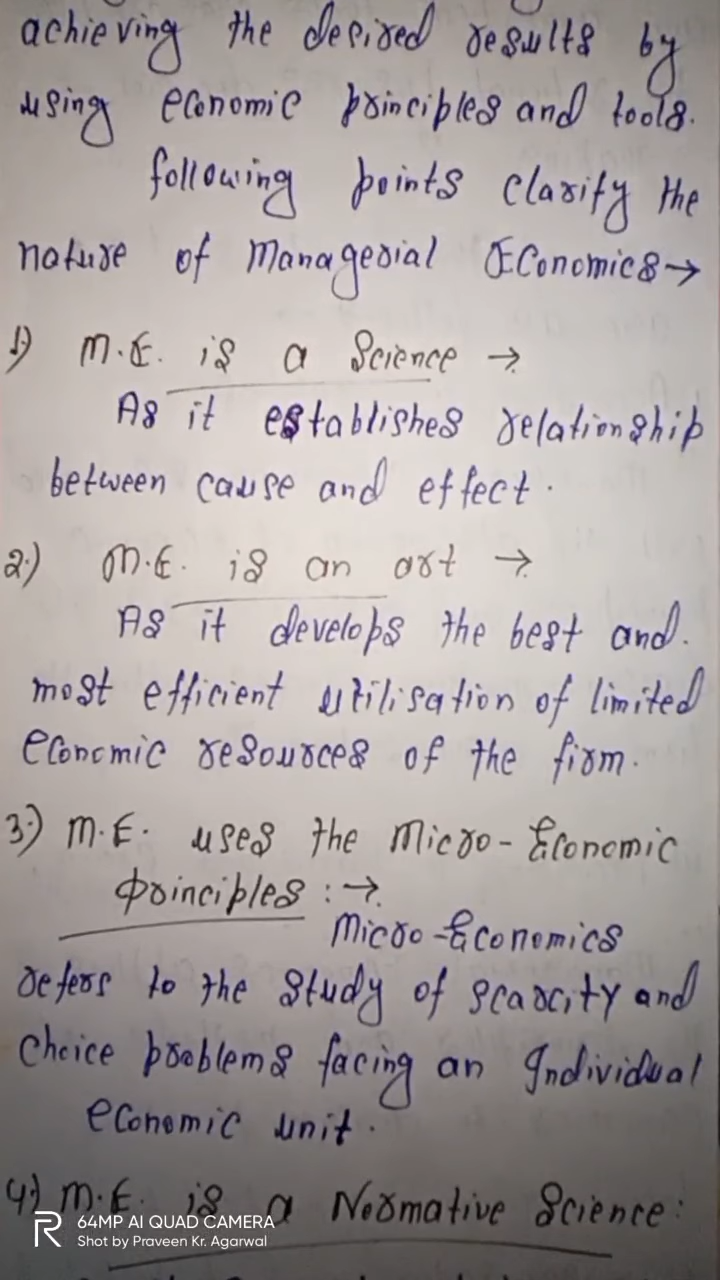 achieving the desired results by
using economic principles and tools.
following points clarify the
nature of Managerial Economics→
1) M.E. is a Science →
As it establishes relationship
between cause and effect.
2.) M.E. is an art →
As it develops the best and.
most efficient utilisation of limited
economic resources of the firm.
3.) M.E. uses the Micro-Economic
principles :→
Micro-Economics
refers to the study of scarcity and
choice problems facing an Individual
economic unit.
4.) M.E. is a Normative Science:
64MP AI QUAD CAMERA
Shot by Praveen Kr. Agarwal